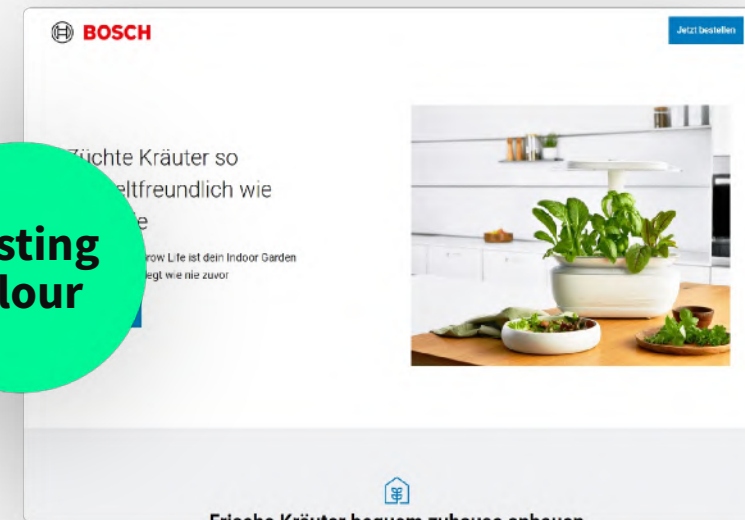 BOSCH
Jetzt bestellen
Züchte Kräuter so
eltfreundlich wie
e
row Life ist dein Indoor Garden
egt wie nie zuvor
sting
lour
Frische Kräuter bequem zuhause anbauen